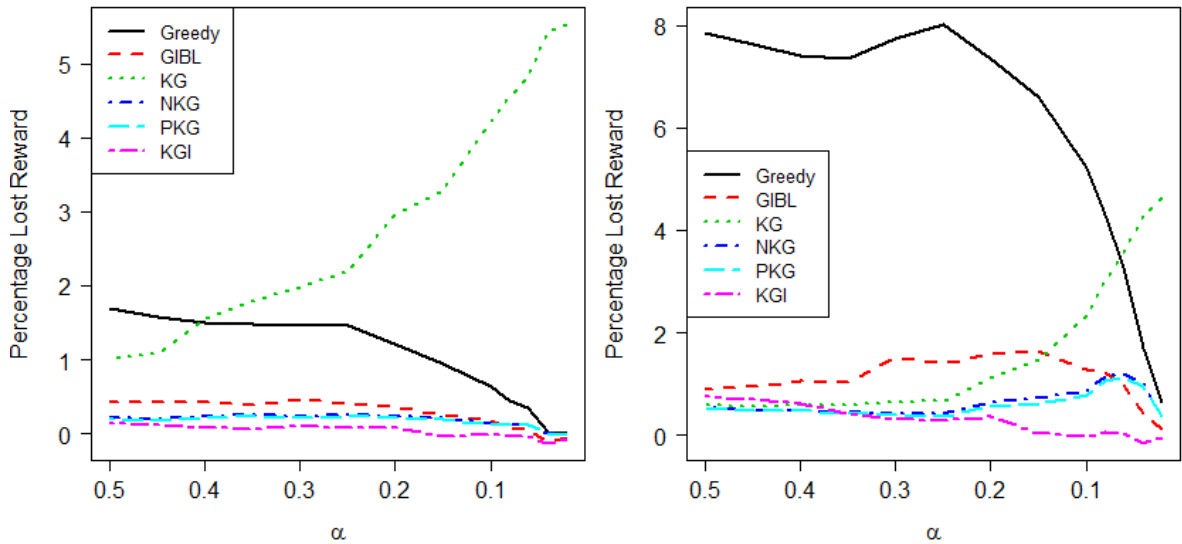 Percentage Lost Reward
5
4
3
2
1
0
Greedy
GIBL
KG
NKG
PKG
KGI
0.5 0.4 0.3 0.2 0.1
α
Percentage Lost Reward
8
6
4
2
0
Greedy
GIBL
KG
NKG
PKG
KGI
0.5 0.4 0.3 0.2 0.1
α